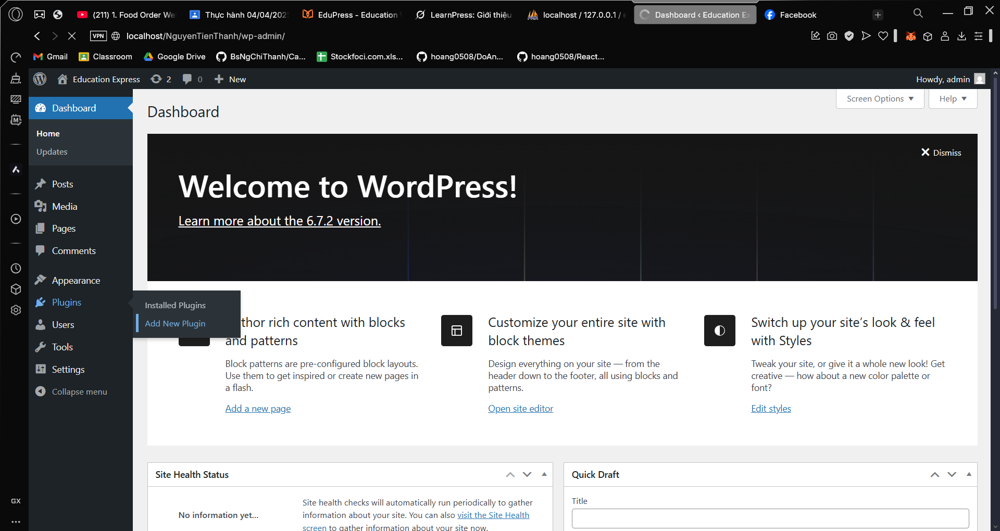 (211) 1. Food Order We
Thực hành 04/04/202
EduPress - Education
LearnPress: Giới thiệu
localhost / 127.0.0.1 /
Dashboard ‹ Education Ex
Facebook
VPN
localhost/NguyenTienThanh/wp-admin/
Gmail
Classroom
Google Drive
BsNgChiThanh/Ca...
Stockfoci.com.xls...
hoang0508/DoAn...
hoang0508/React...
Education Express
2
0
New
Howdy, admin
Dashboard
Home
Updates
Posts
Media
Pages
Comments
Appearance
Plugins
Users
Tools
Settings
Collapse menu
Installed Plugins
Add New Plugin
GX
Screen Options
Help
Dashboard
Dismiss
Welcome to WordPress!
Learn more about the 6.7.2 version.
thor rich content with blocks
and patterns
Block patterns are pre-configured block layouts.
Use them to get inspired or create new pages in
a flash.
Add a new page
Customize your entire site with
block themes
Design everything on your site — from the
header down to the footer, all using blocks and
patterns.
Open site editor
Switch up your site’s look & feel
with Styles
Tweak your site, or give it a whole new look! Get
creative — how about a new color palette or
font?
Edit styles
Site Health Status
No information yet...
Site health checks will automatically run periodically to gather
information about your site. You can also visit the Site Health
screen to gather information about your site now.
Quick Draft
Title